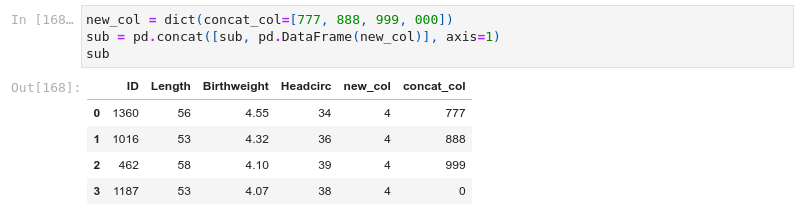 In [168…
new_col = dict(concat_col=[777, 888, 999, 000])
sub = pd.concat([sub, pd.DataFrame(new_col)], axis=1)
sub
Out[168]:
ID Length Birthweight Headcirc new_col concat_col
0 1360 56 4.55 34 4 777
1 1016 53 4.32 36 4 888
2 462 58 4.10 39 4 999
3 1187 53 4.07 38 4 0